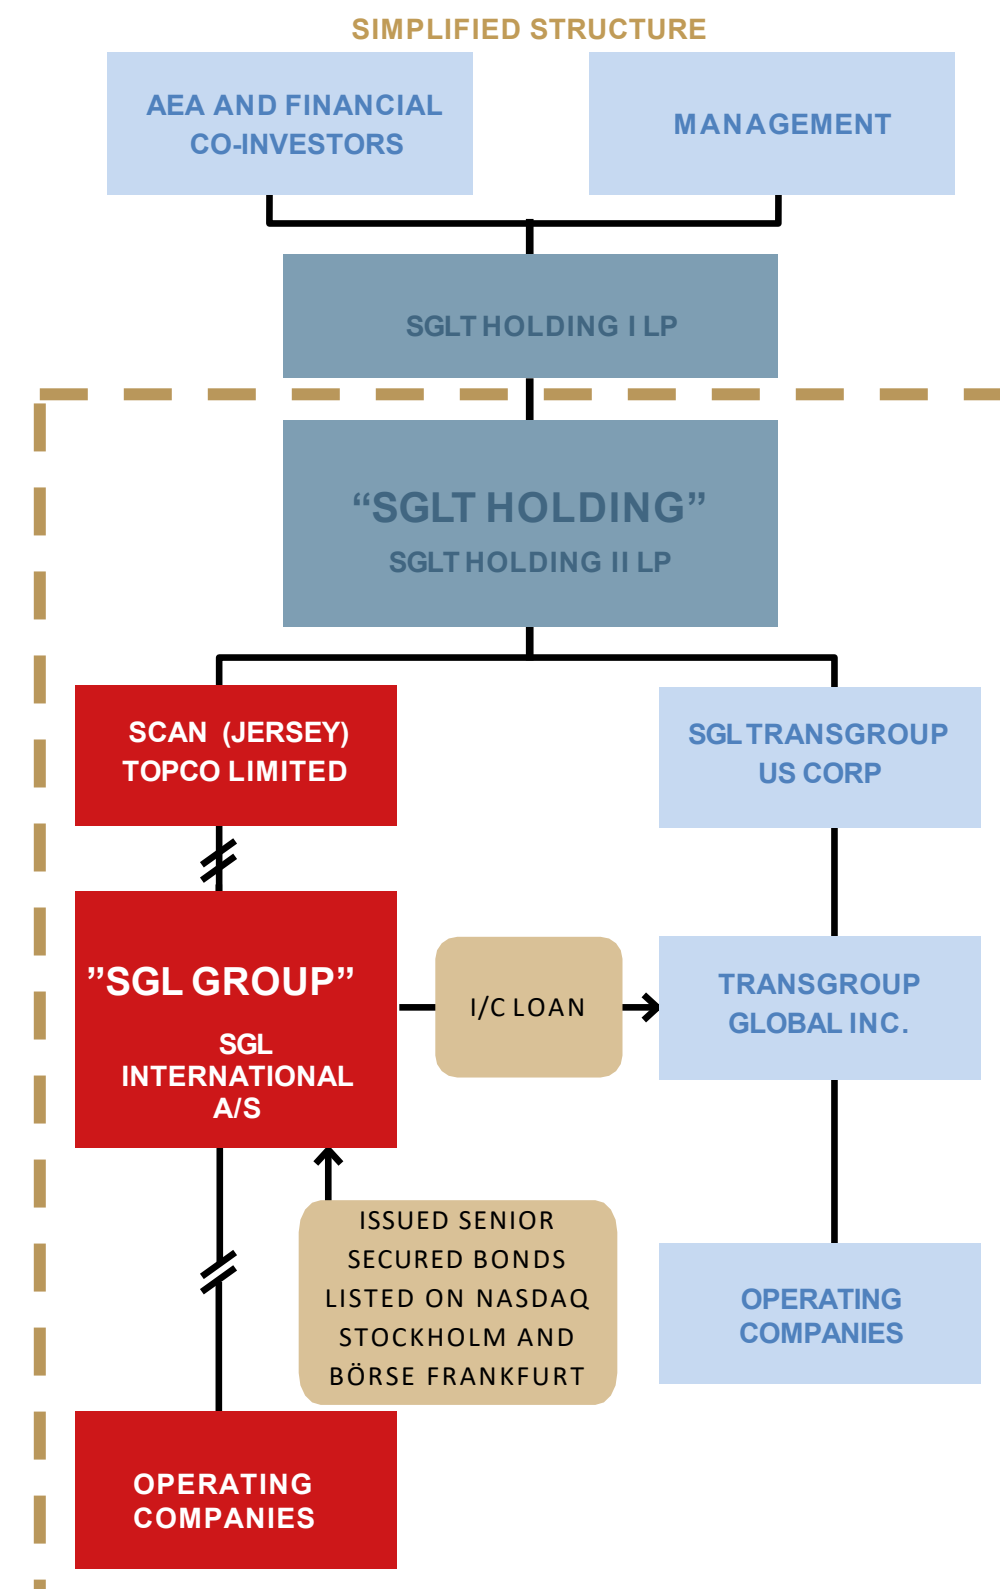 SIMPLIFIED STRUCTURE
AEA AND FINANCIAL
CO-INVESTORS
MANAGEMENT
SGLT HOLDING I LP
“SGLT HOLDING”
SGLT HOLDING II LP
SCAN (JERSEY)
TOPCO LIMITED
SGL TRANSGROUP
US CORP
”SGL GROUP”
SGL
INTERNATIONAL
A/S
I/C LOAN
TRANSGROUP
GLOBAL INC.
ISSUED SENIOR
SECURED BONDS
LISTED ON NASDAQ
STOCKHOLM AND
BÖRSE FRANKFURT
OPERATING
COMPANIES
OPERATING
COMPANIES